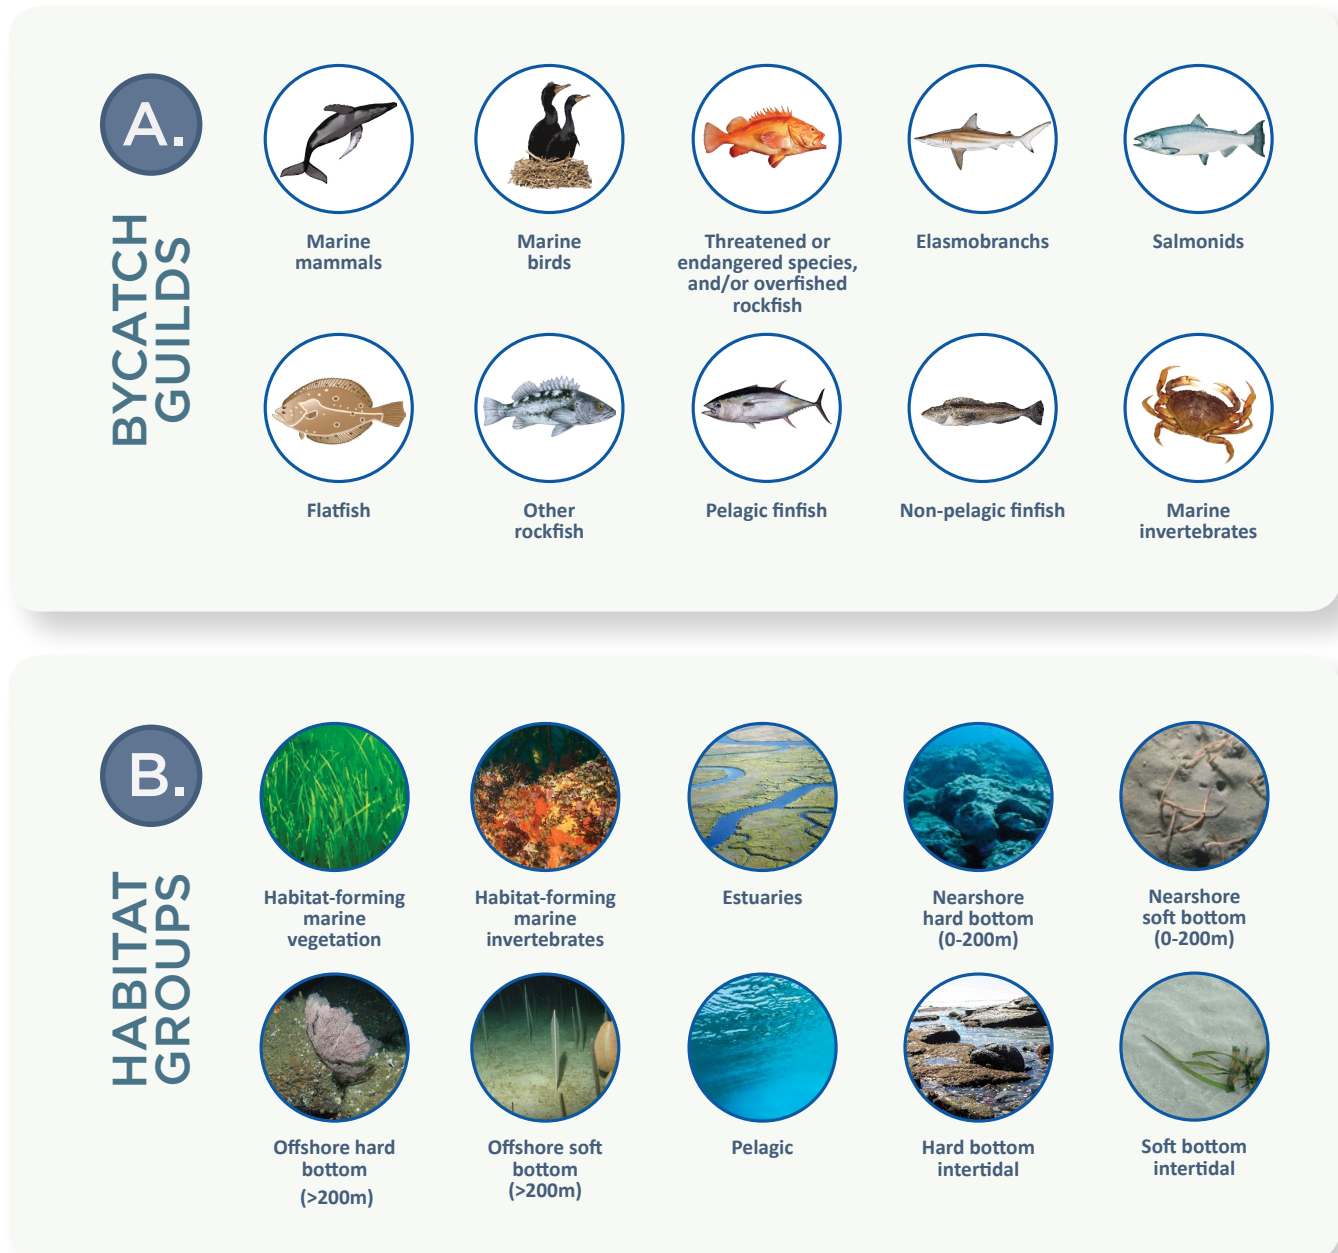 A.
BYCATCH
GUILDS
Marine
mammals
Marine
birds
Threatened or
endangered species,
and/or overfished
rockfish
Elasmobranchs
Salmonids
Flatfish
Other
rockfish
Pelagic finfish
Non-pelagic finfish
Marine
invertebrates
B.
HABITAT
GROUPS
Habitat-forming
marine
vegetation
Habitat-forming
marine
invertebrates
Estuaries
Nearshore
hard bottom
(0-200m)
Nearshore
soft bottom
(0-200m)
Offshore hard
bottom
(>200m)
Offshore soft
bottom
(>200m)
Pelagic
Hard bottom
intertidal
Soft bottom
intertidal